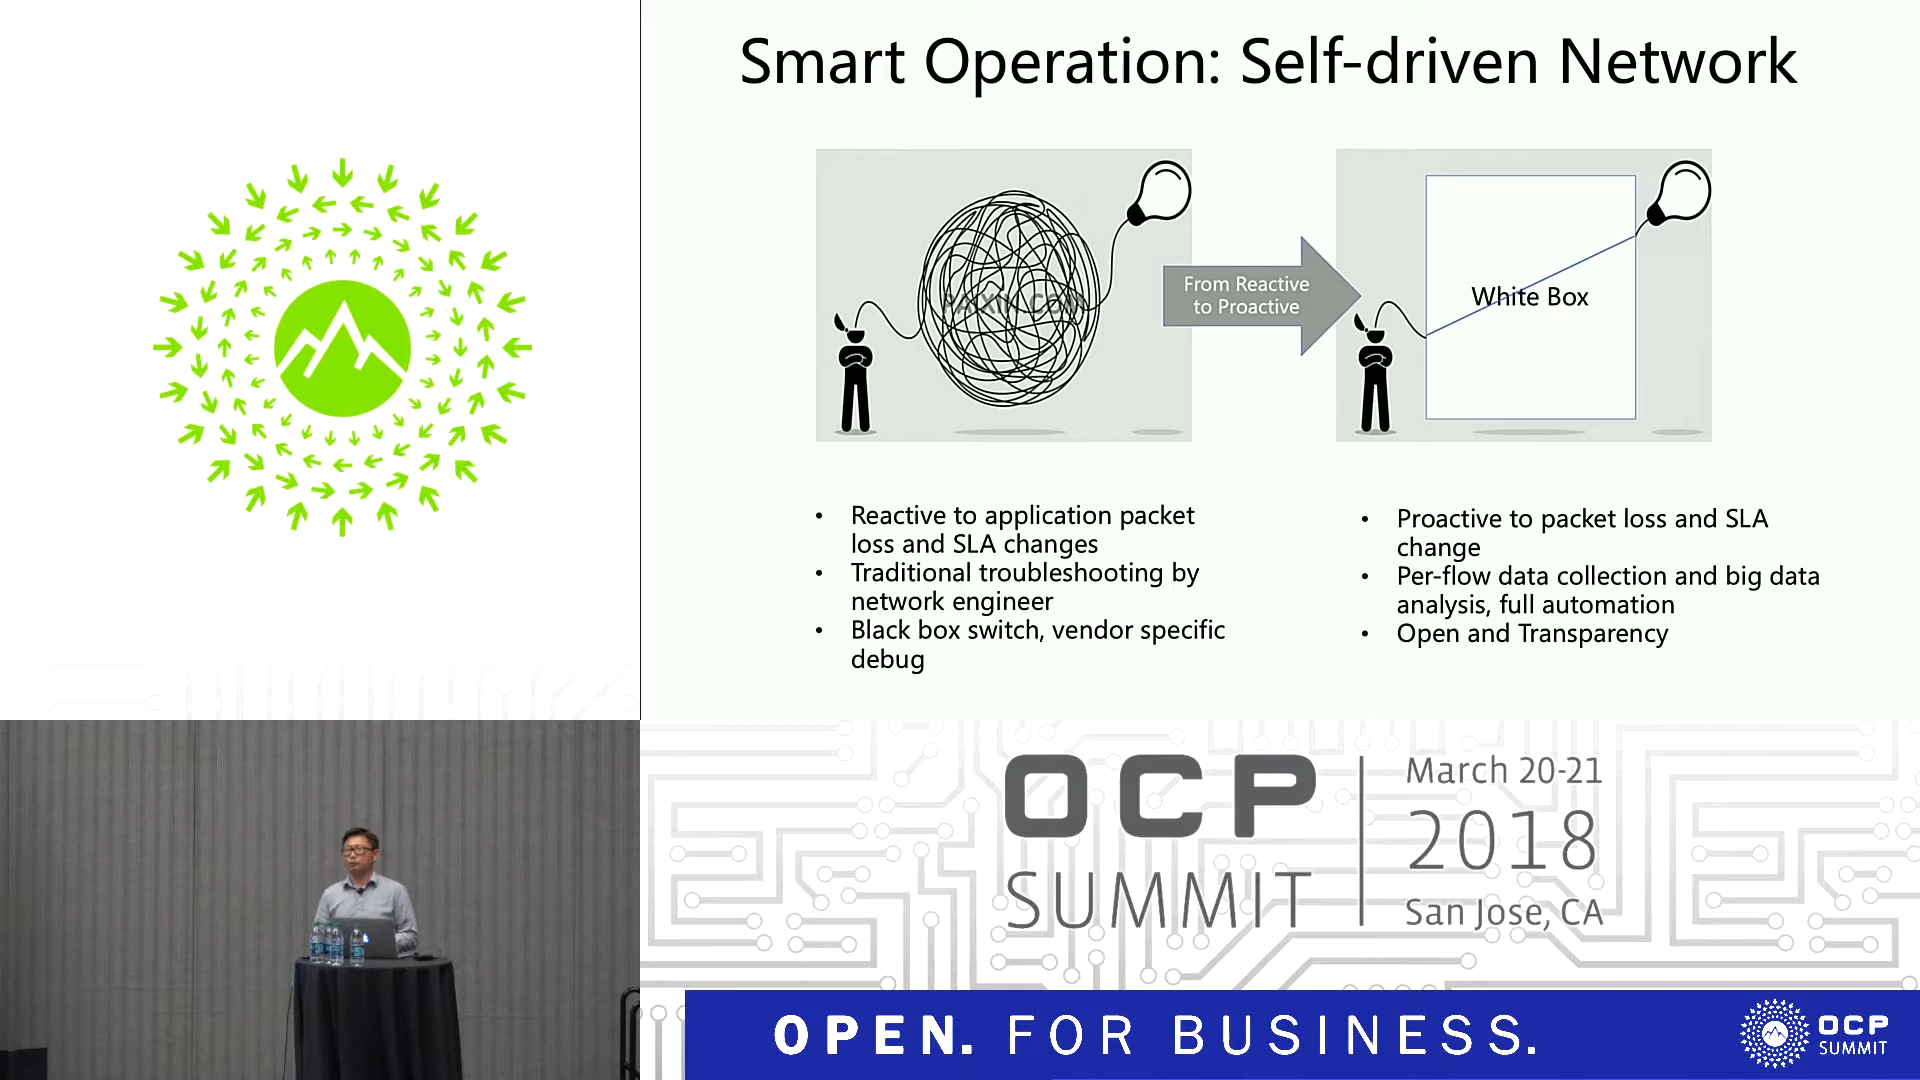 Smart Operation: Self-driven Network
PAIXIN.COM
From Reactive
to Proactive
White Box
• Reactive to application packet
loss and SLA changes
• Traditional troubleshooting by
network engineer
• Black box switch, vendor specific
debug
• Proactive to packet loss and SLA
change
• Per-flow data collection and big data
analysis, full automation
• Open and Transparency
OCP
SUMMIT
March 20-21
2018
San Jose, CA
OPEN. FOR BUSINESS.
OCP
SUMMIT